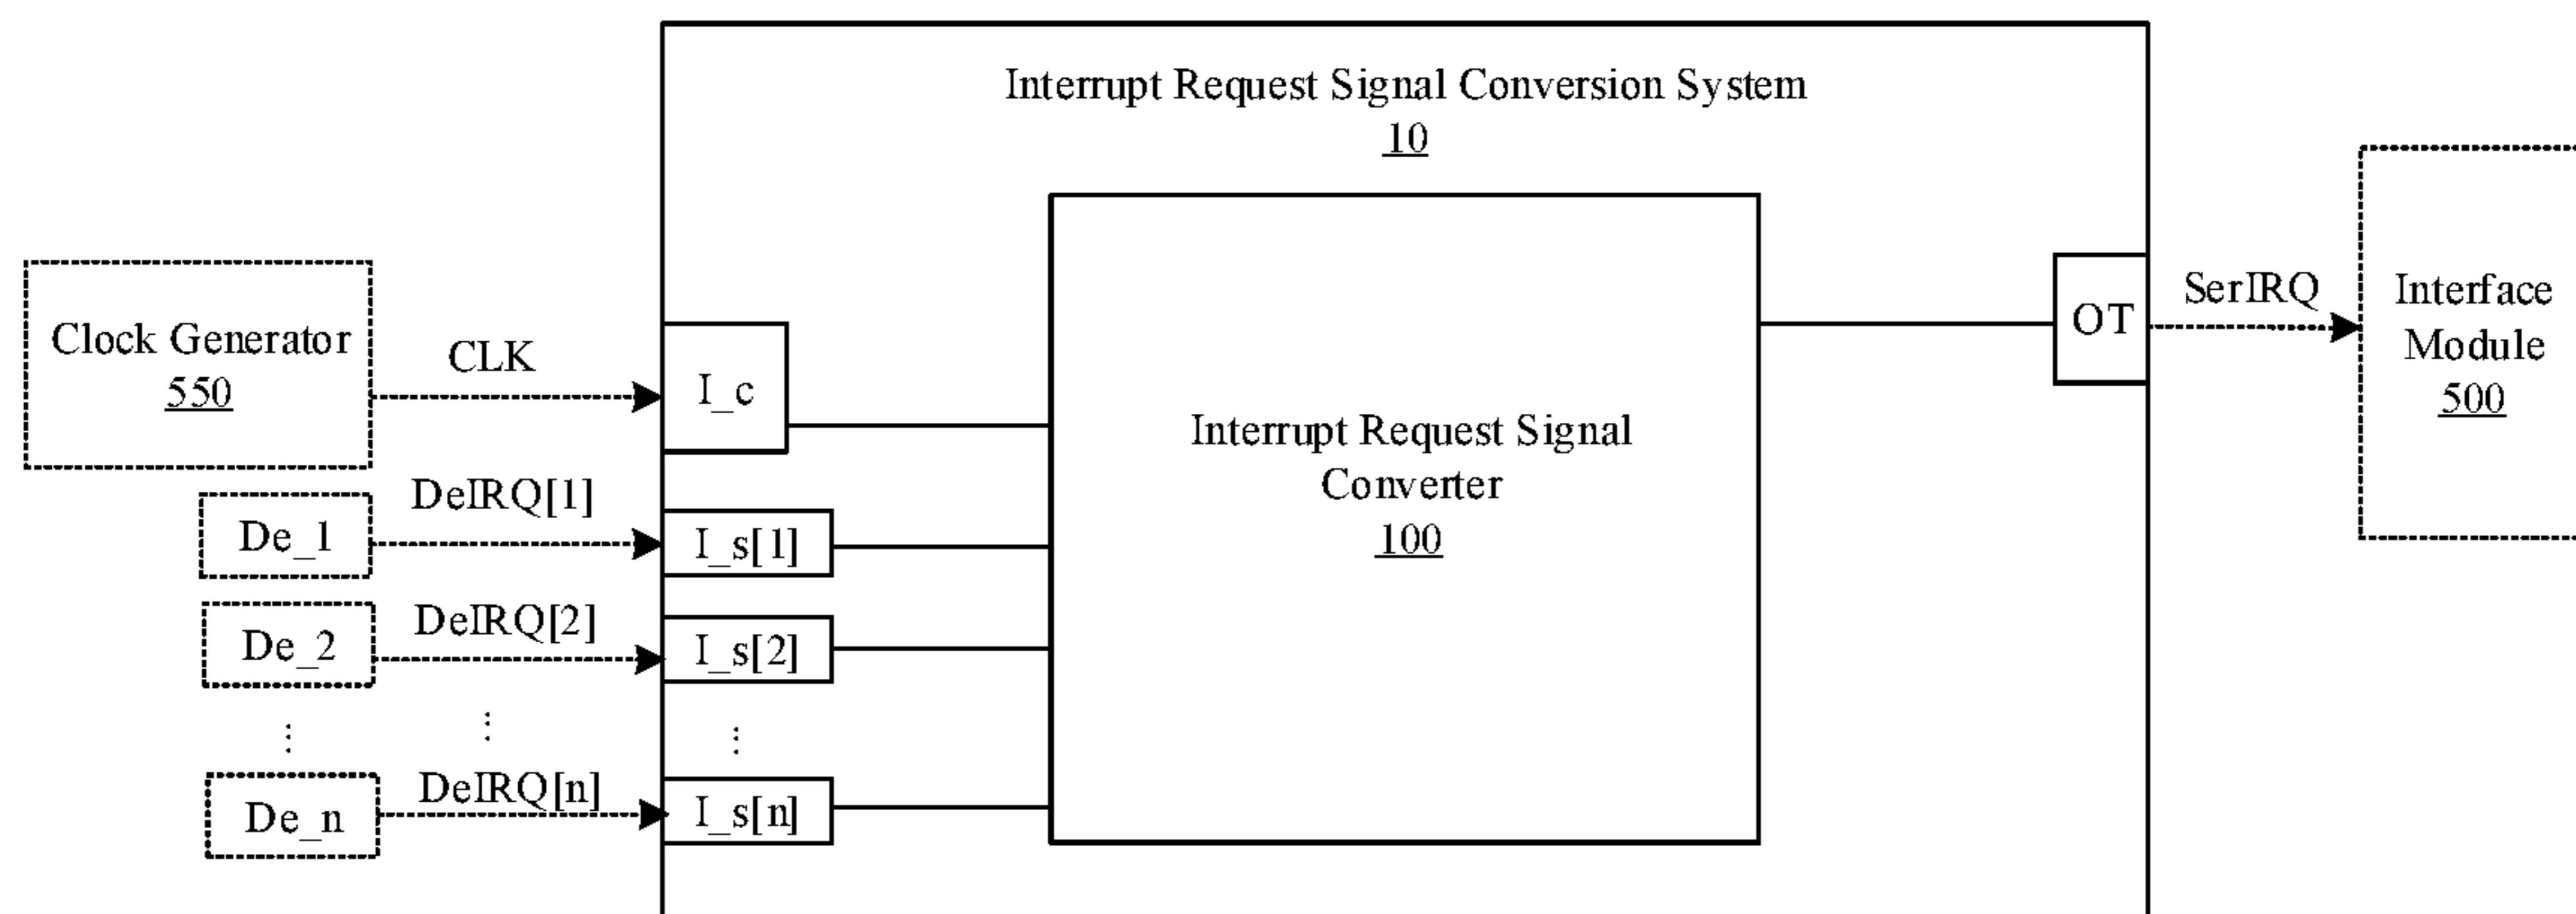 Interrupt Request Signal Conversion System
10
Clock Generator
550
CLK
I_c
OT
SerIRQ
Interface
Module
500
Interrupt Request Signal
Converter
100
De_1
DeIRQ[1]
I_s[1]
De_2
DeIRQ[2]
I_s[2]
De_n
DeIRQ[n]
I_s[n]